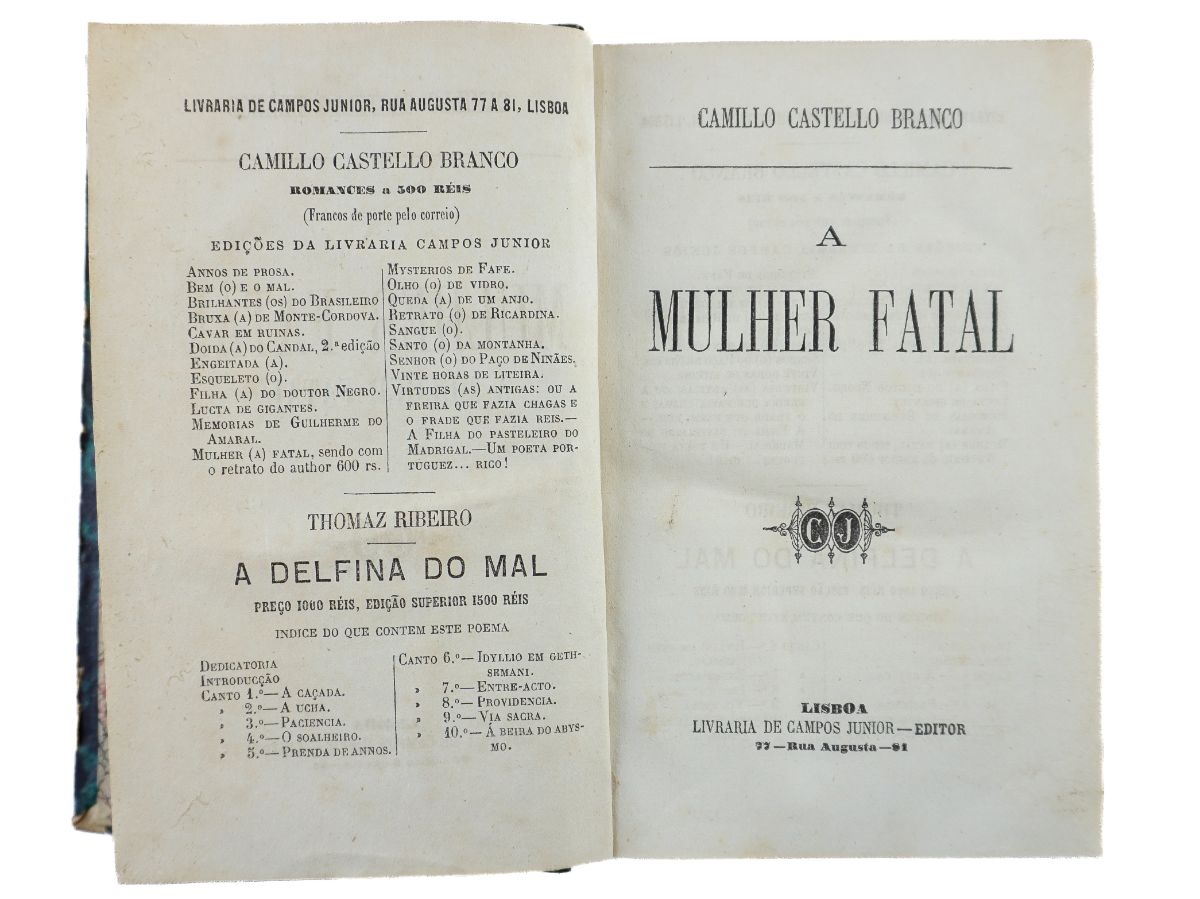 LIVRARIA DE CAMPOS JUNIOR, RUA AUGUSTA 77 A 81, LISBOA
CAMILLO CASTELLO BRANCO
ROMANCES a 500 RÉIS
(Francos de porte pelo correio)
EDIÇÕES DA LIVRARIA CAMPOS JUNIOR
ANNOS DE PROSA.
BEM (O) E O MAL.
BRILHANTES (OS) DO BRASILEIRO
BRUXA (A) DE MONTE-CORDOVA.
CAVAR EM RUINAS.
DOIDA (A) DO CANDAL, 2.ª edição
ENGEITADA (A).
ESQUELETO (O).
FILHA (A) DO DOUTOR NEGRO.
LUCTA DE GIGANTES.
MEMORIAS DE GUILHERME DO
AMARAL.
MULHER (A) FATAL, sendo com
o retrato do author 600 rs.
MYSTERIOS DE FAFE.
OLHO (O) DE VIDRO.
QUEDA (A) DE UM ANJO.
RETRATO (O) DE RICARDINA.
SANGUE (O).
SANTO (O) DA MONTANHA.
SENHOR (O) DO PAÇO DE NINÃES.
VINTE HORAS DE LITEIRA.
VIRTUDES (AS) ANTIGAS: OU A
FREIRA QUE FAZIA CHAGAS E
O FRADE QUE FAZIA REIS.—
A FILHA DO PASTELEIRO DO
MADRIGAL.—UM POETA POR-
TUGUEZ... RICO!
THOMAZ RIBEIRO
A DELFINA DO MAL
PREÇO 1000 RÉIS, EDIÇÃO SUPERIOR 1500 RÉIS
INDICE DO QUE CONTEM ESTE POEMA
DEDICATORIA
INTRODUCÇÃO
CANTO 1.º—A CAÇADA.
» 2.º—A UCHA.
» 3.º—PACIENCIA.
» 4.º—O SOALHEIRO.
» 5.º—PRENDA DE ANNOS.
CANTO 6.º—IDYLLIO EM GETH-
SEMANI.
» 7.º—ENTRE-ACTO.
» 8.º—PROVIDENCIA.
» 9.º—VIA SACRA.
» 10.º—Á BEIRA DO ABYS-
MO.
CAMILLO CASTELLO BRANCO
A
MULHER FATAL
CJ
LISBOA
LIVRARIA DE CAMPOS JUNIOR—EDITOR
77—Rua Augusta—81